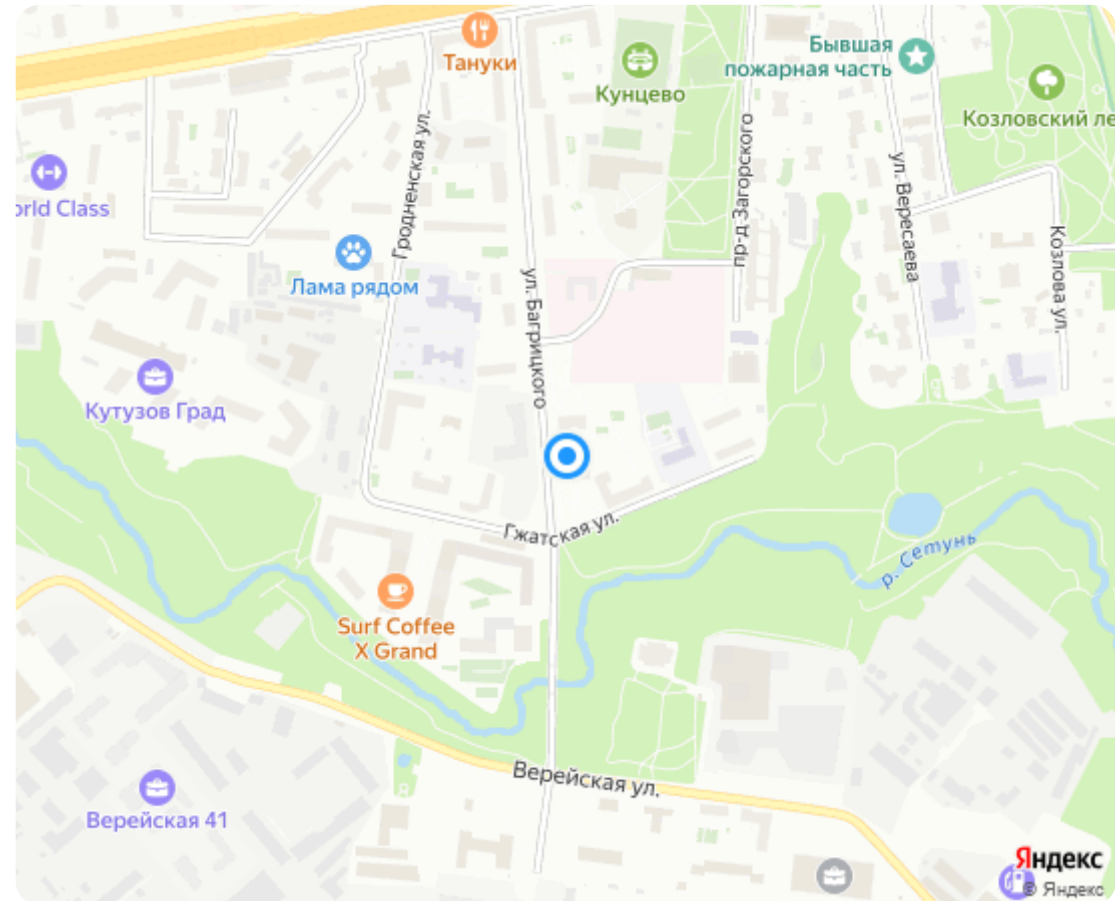 Тануки
Кунцево
Бывшая
пожарная часть
Козловский ле
orld Class
Гродненская ул.
пр-д Загорского
ул. Вересаева
Козлова ул.
Лама рядом
ул. Багрицкого
Кутузов Град
Гжатская ул.
р. Сетунь
Surf Coffee
X Grand
Верейская ул.
Верейская 41
Яндекс
© Яндекс